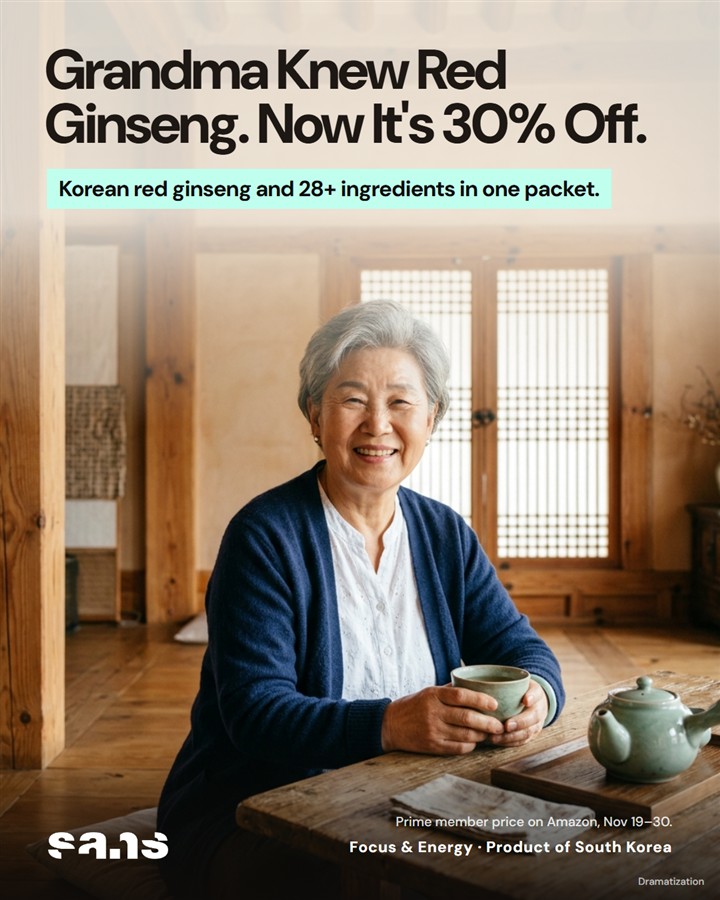 Grandma Knew Red
Ginseng. Now It's 30% Off.
Korean red ginseng and 28+ ingredients in one packet.
Prime member price on Amazon, Nov 19–30.
sans
Focus & Energy · Product of South Korea
Dramatization